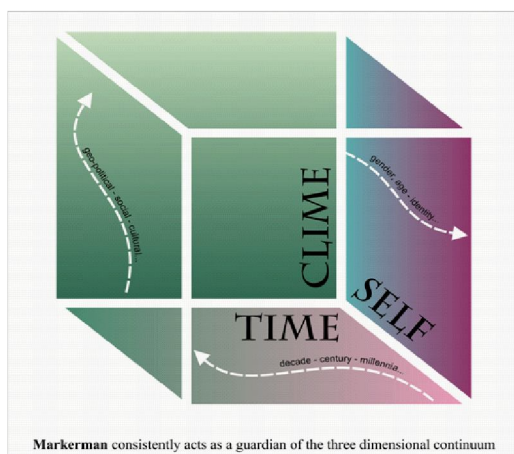 geo-political - social - cultural...
gender, age - identity...
CLIME
SELF
TIME
decade - century - millennia...
Markerman consistently acts as a guardian of the three dimensional continuum